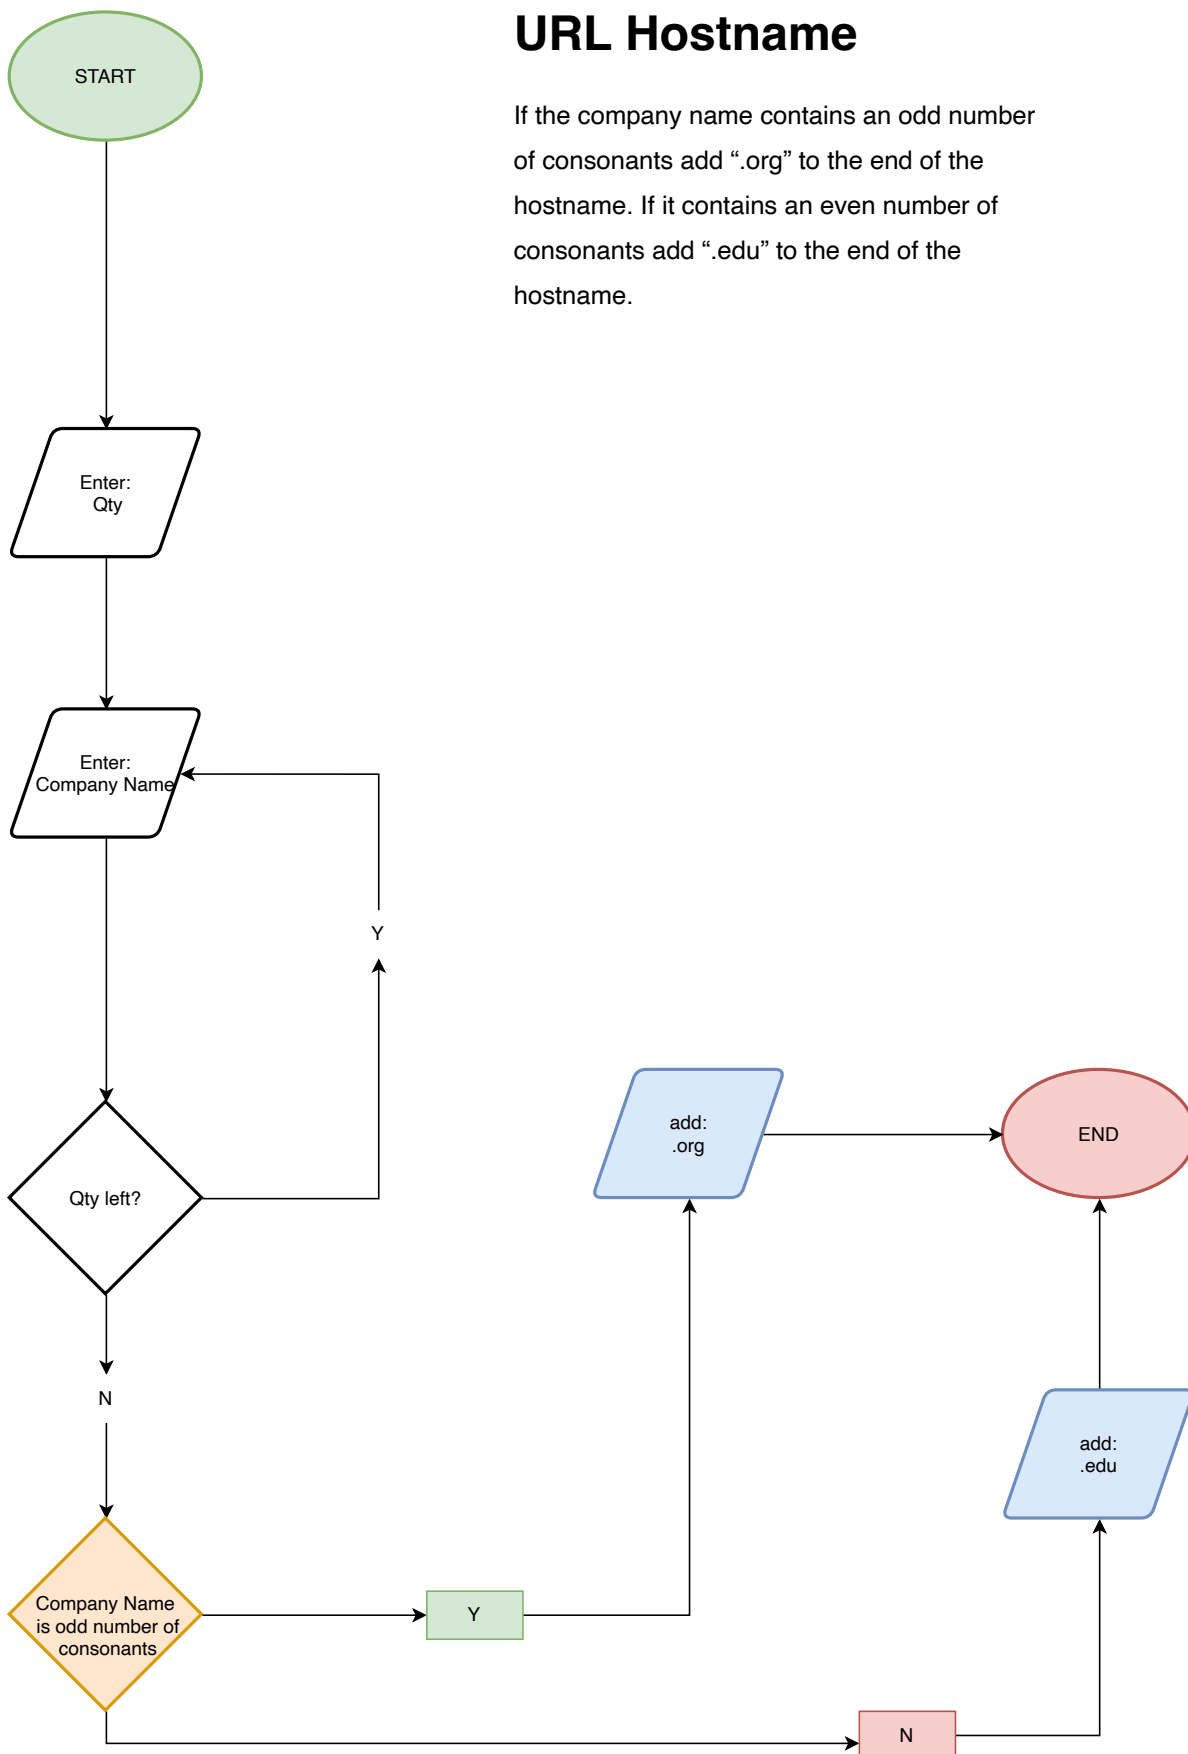 URL Hostname
If the company name contains an odd number
of consonants add “.org” to the end of the
hostname. If it contains an even number of
consonants add “.edu” to the end of the
hostname.
START
Enter:
Qty
Enter:
Company Name
Y
Qty left?
N
add:
.org
END
add:
.edu
Company Name
is odd number of
consonants
Y
N